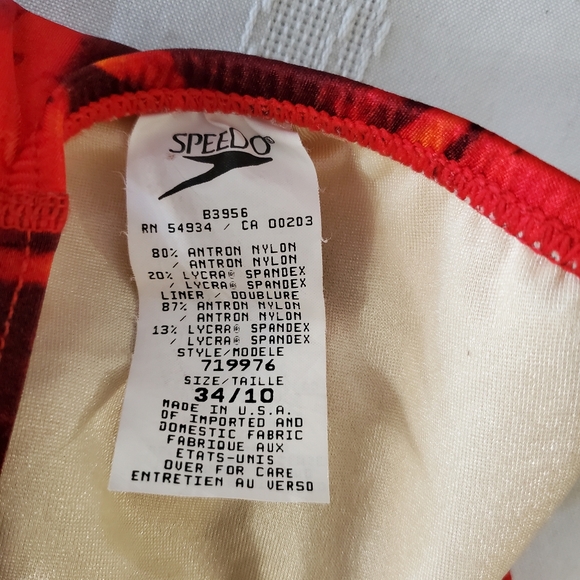 SPEEDO®
®
B3956
RN 54934 / CA 00203
80% ANTRON NYLON
/ ANTRON NYLON
20% LYCRA® SPANDEX
/ LYCRA® SPANDEX
LINER / DOUBLURE
87% ANTRON NYLON
/ ANTRON NYLON
13% LYCRA® SPANDEX
/ LYCRA® SPANDEX
STYLE/MODELE
719976
SIZE/TAILLE
34/10
MADE IN U.S.A.
OF IMPORTED AND
DOMESTIC FABRIC
FABRIQUE AUX
ETATS-UNIS
OVER FOR CARE
ENTRETIEN AU VERSO